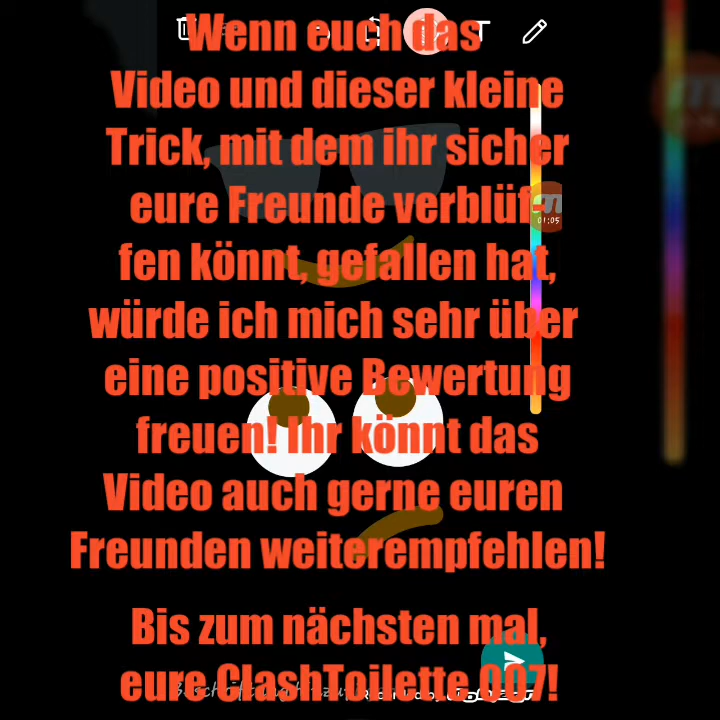 Wenn euch das
Video und dieser kleine
Trick, mit dem ihr sicher
eure Freunde verblüf-
fen könnt, gefallen hat,
würde ich mich sehr über
eine positive Bewertung
freuen! Ihr könnt das
Video auch gerne euren
Freunden weiterempfehlen!
Bis zum nächsten mal,
eure ClashToilette 007!
T
01:05